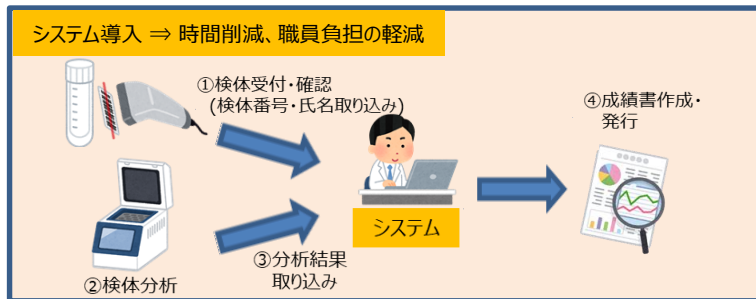 システム導入 ⇒ 時間削減、職員負担の軽減
①検体受付・確認
(検体番号・氏名取り込み)
④成績書作成・
発行
システム
③分析結果
取り込み
②検体分析